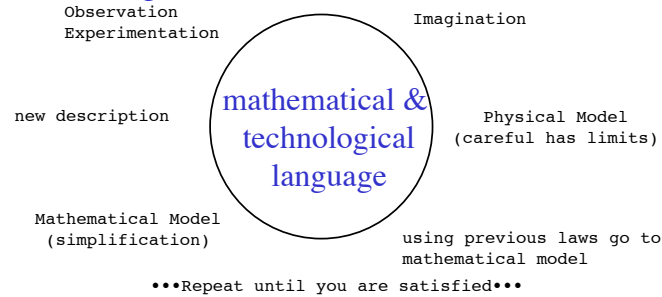 Observation
Experimentation
Imagination
mathematical &
technological
language
new description
Physical Model
(careful has limits)
Mathematical Model
(simplification)
using previous laws go to
mathematical model
•••Repeat until you are satisfied•••